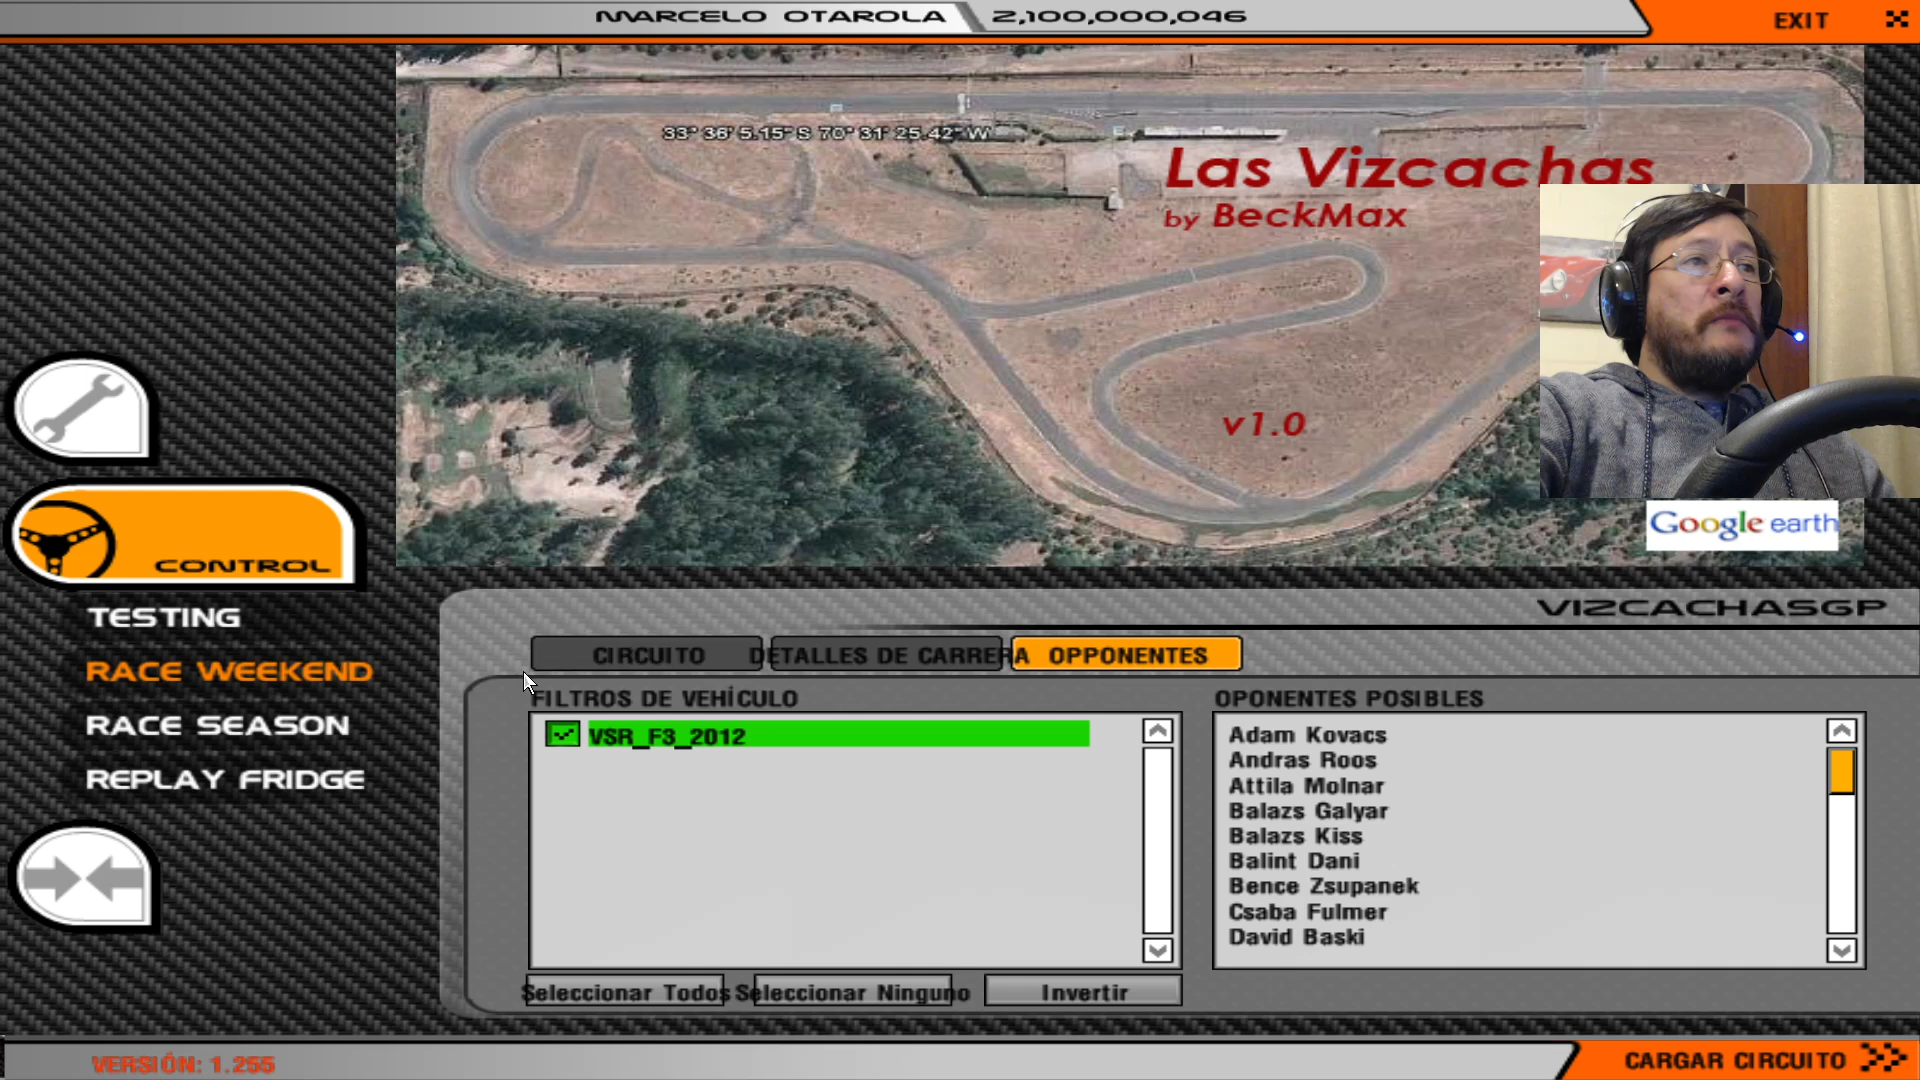 MARCELO OTAROLA
2,100,000,046
EXIT
33° 36' 5.15" S 70° 31' 25.42" W
Las Vizcachas
by BeckMax
v1.0
Google earth
CONTROL
TESTING
RACE WEEKEND
RACE SEASON
REPLAY FRIDGE
VIZCACHASGP
CIRCUITO
DETALLES DE CARRERA
OPPONENTES
FILTROS DE VEHÍCULO
VSR_F3_2012
Seleccionar Todos
Seleccionar Ninguno
Invertir
OPONENTES POSIBLES
Adam Kovacs
Andras Roos
Attila Molnar
Balazs Galyar
Balazs Kiss
Balint Dani
Bence Zsupanek
Csaba Fulmer
David Baski
VERSIÓN: 1.255
CARGAR CIRCUITO